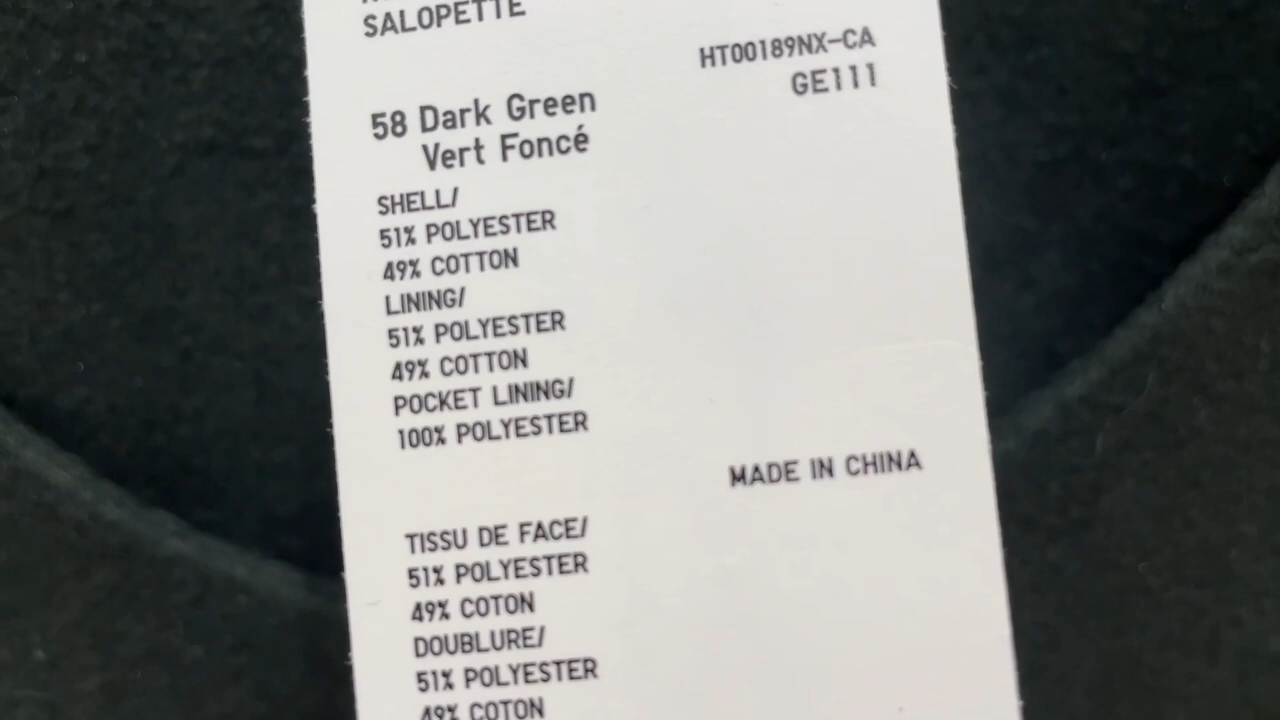 SALOPETTE
HT00189NX-CA
GE111
58 Dark Green
Vert Foncé
SHELL/
51% POLYESTER
49% COTTON
LINING/
51% POLYESTER
49% COTTON
POCKET LINING/
100% POLYESTER
MADE IN CHINA
TISSU DE FACE/
51% POLYESTER
49% COTON
DOUBLURE/
51% POLYESTER
49% COTON